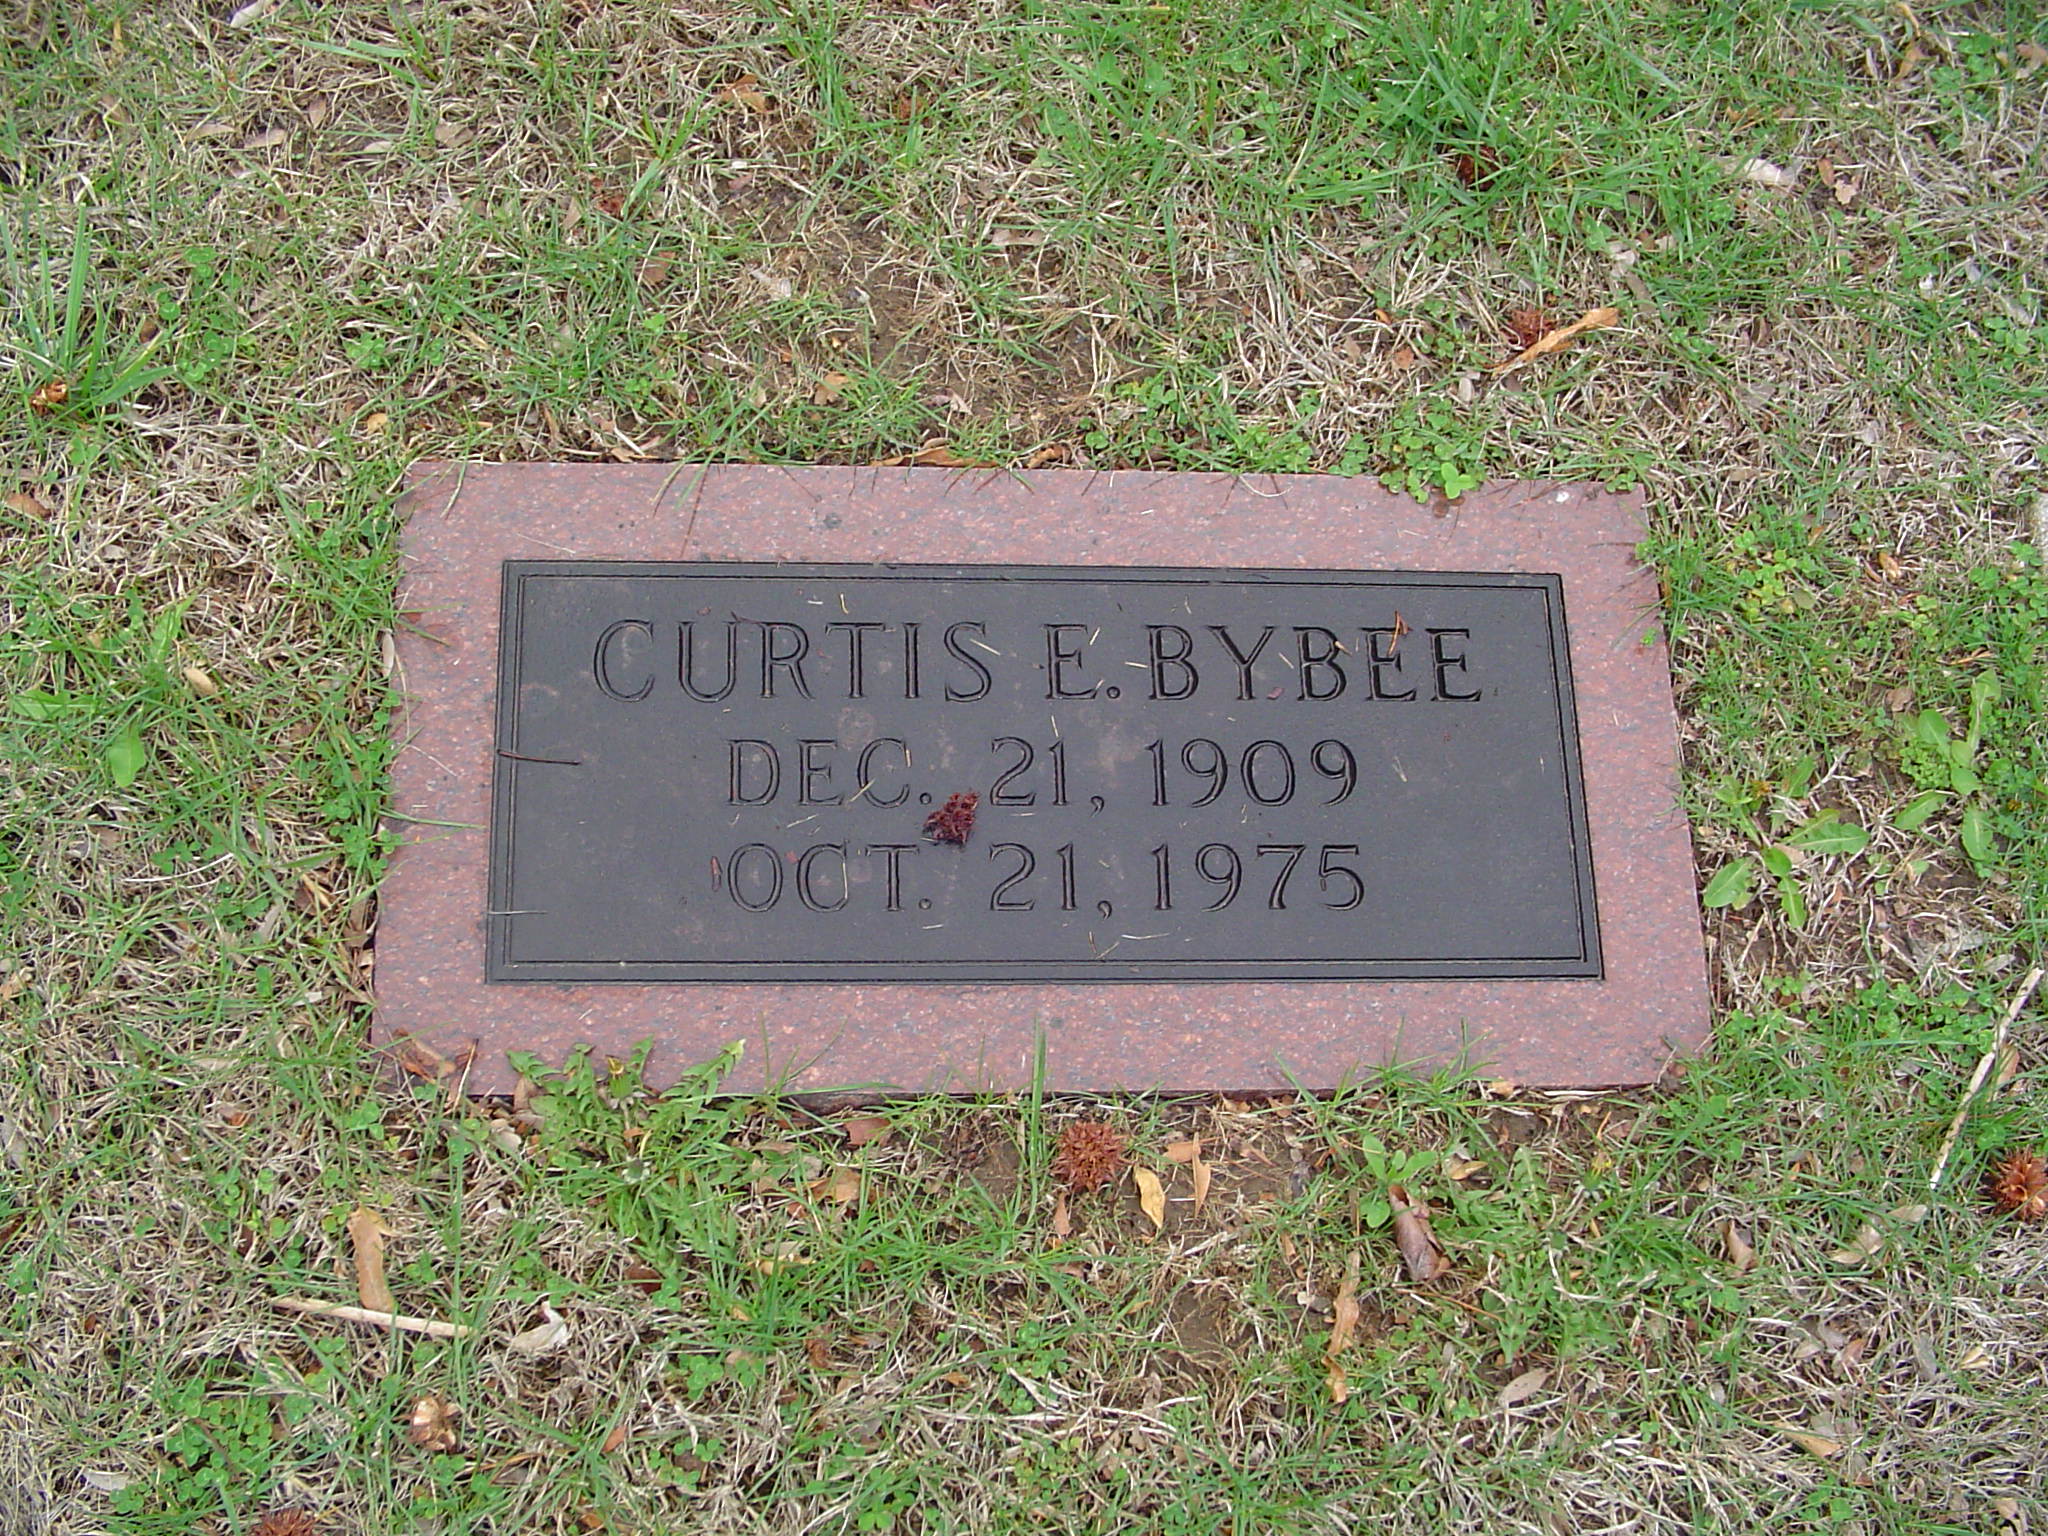 CURTIS E. BYBEE
DEC. 21, 1909
OCT. 21, 1975